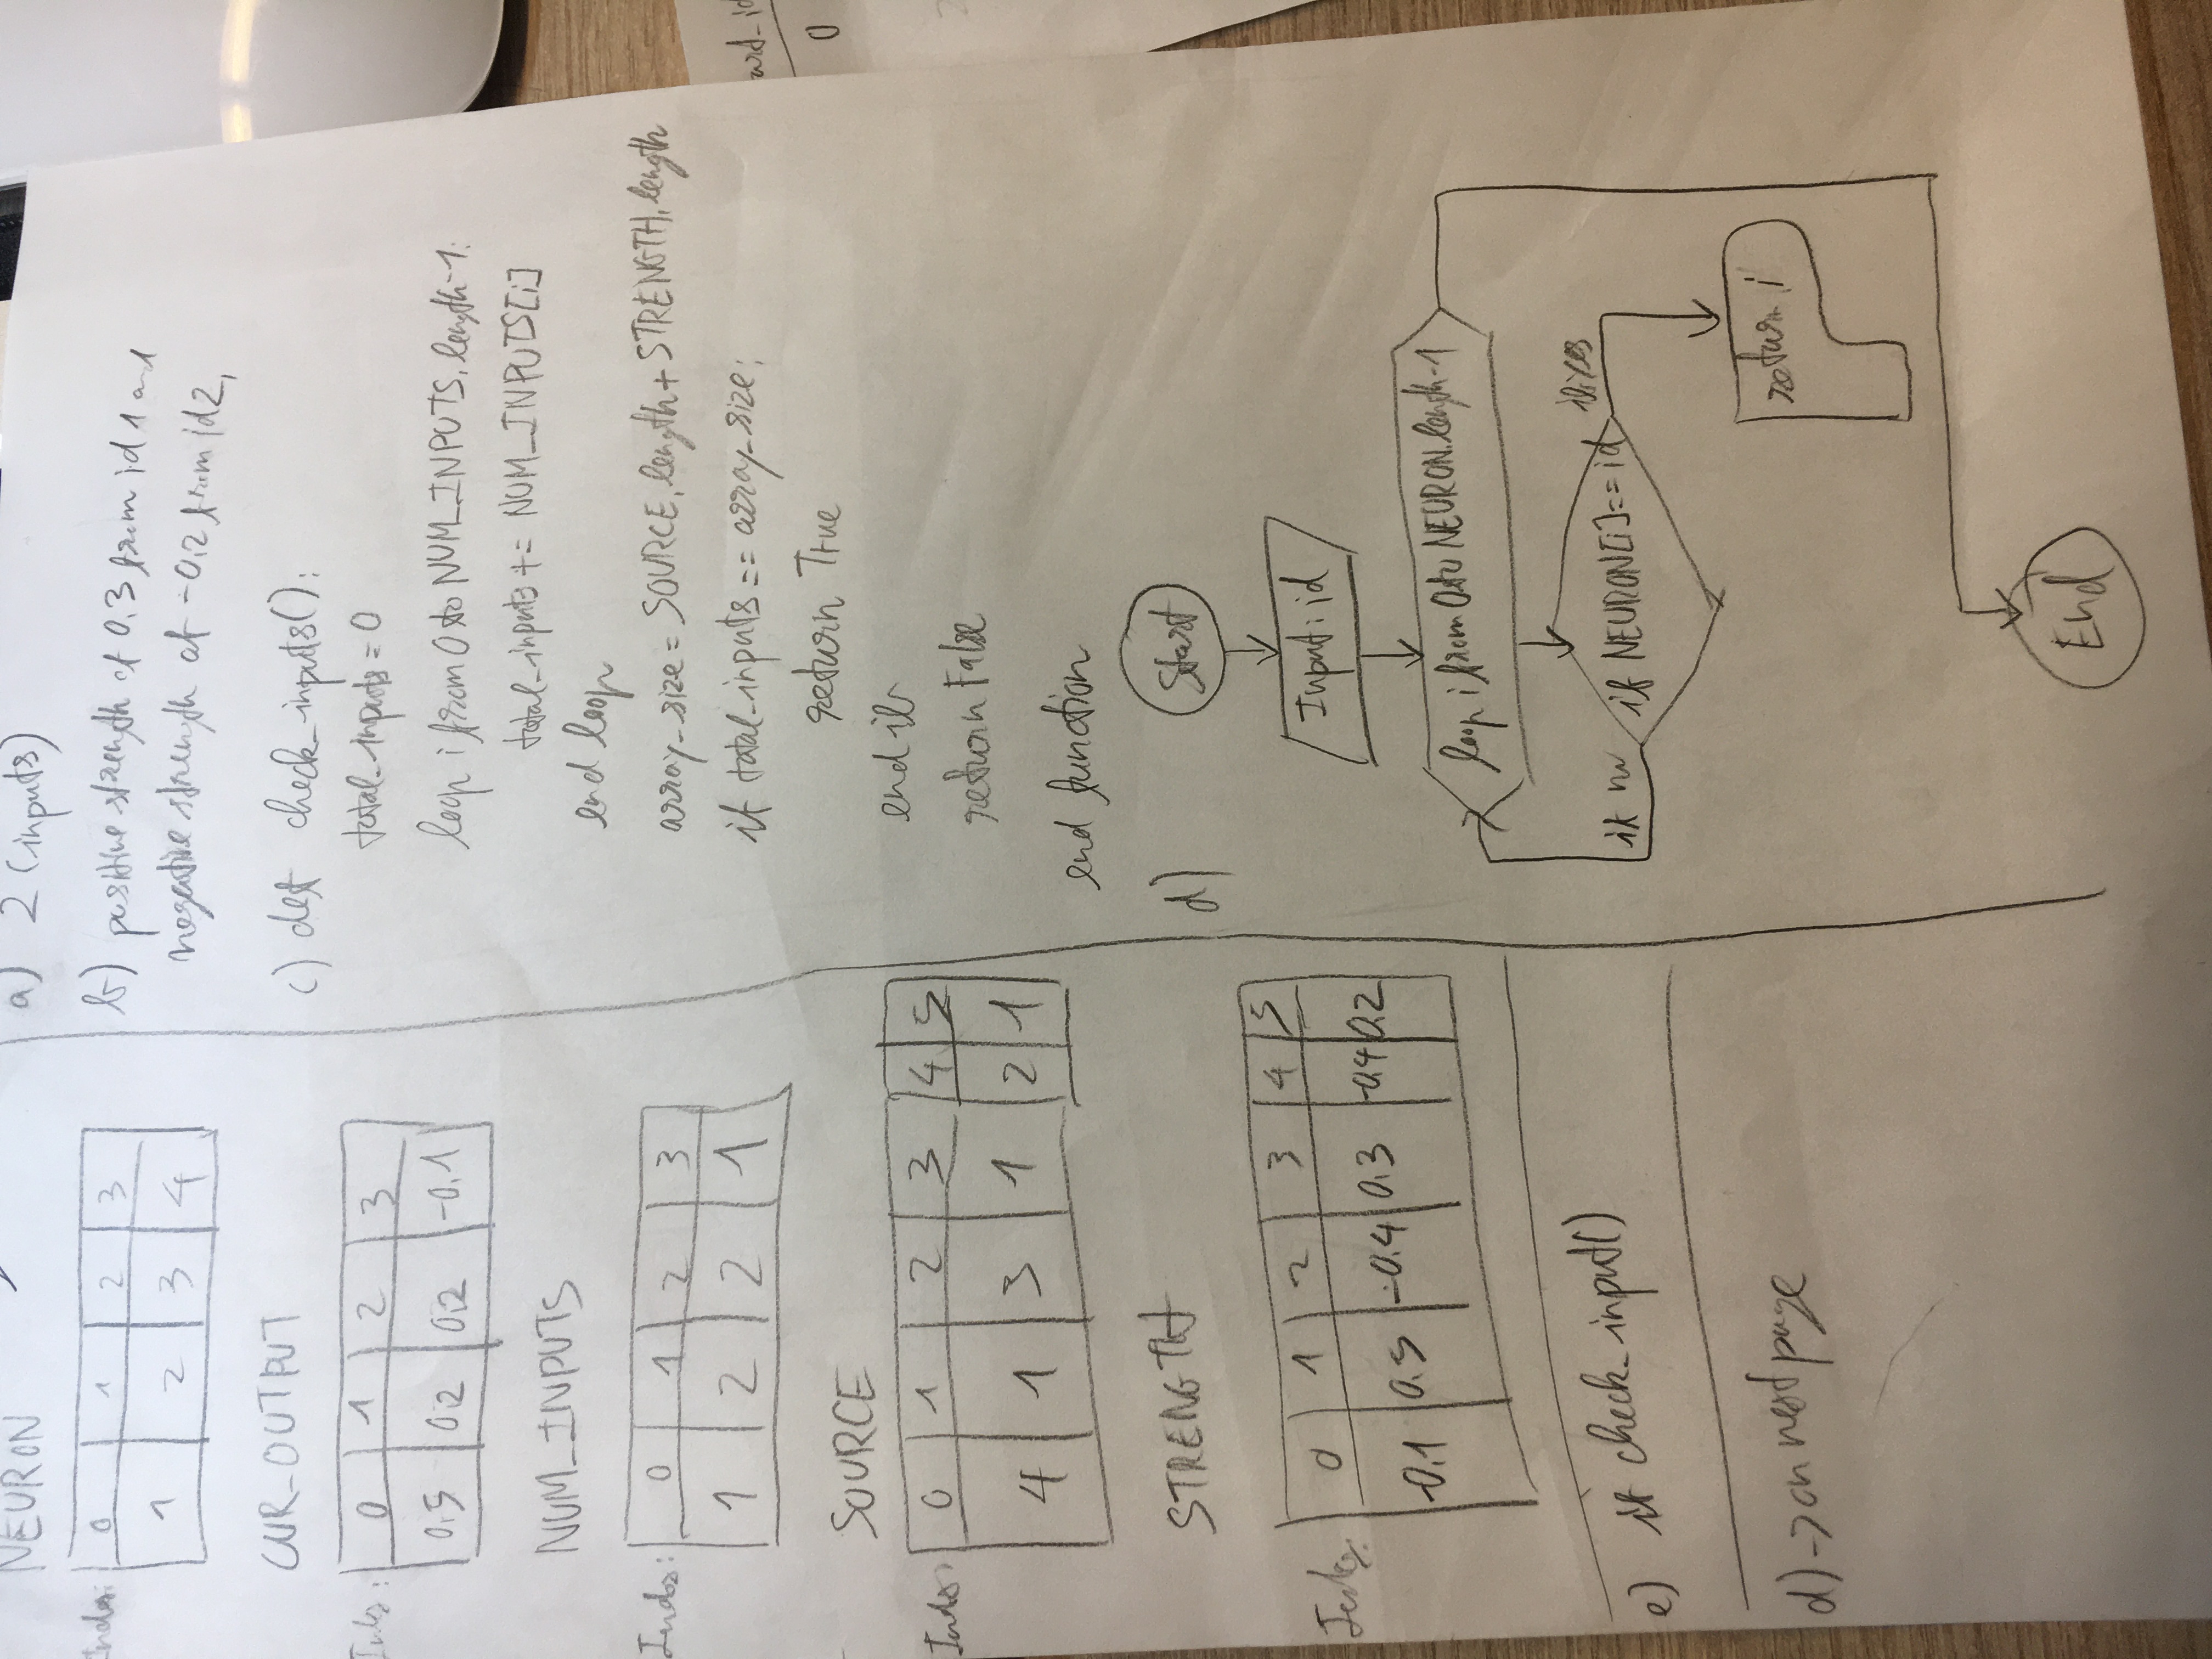 NEURON
Index:
0 1 2 3
1 2 3 4
CUR_OUTPUT
Index:
0 1 2 3
0.5 0.2 0.2 -0.1
NUM_INPUTS
Index:
0 1 2 3
1 2 2 1
SOURCE
Index:
0 1 2 3 4 5
4 1 3 1 2 1
STRENGTH
Index:
0 1 2 3 4 5
-0.1 0.5 -0.4 0.3 -0.4 0.2
e) if check_input()
d) -> on next page
a) 2 (inputs)
b) positive strength of 0.3 from id 1 and
negative strength of -0.2 from id 2,
c) def check_inputs():
total_inputs = 0
loop i from 0 to NUM_INPUTS.length-1:
total_inputs += NUM_INPUTS[i]
end loop
array_size = SOURCE.length + STRENGTH.length
if total_inputs == array_size:
return True
end if
return False
end function
d)
Start
Input: id
loop i from 0 to NEURON.length-1
if NEURON[i] == id
if yes
if no
return i
End
0